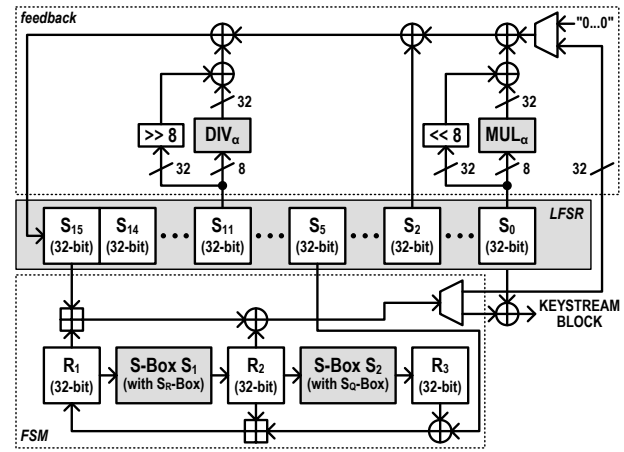 feedback
"0...0"
32
32
>> 8
DIVα
<< 8
MULα
32
8
32
8
32
S15
(32-bit)
S14
(32-bit)
S11
(32-bit)
S5
(32-bit)
S2
(32-bit)
S0
(32-bit)
LFSR
KEYSTREAM
BLOCK
R1
(32-bit)
S-Box S1
(with SR-Box)
R2
(32-bit)
S-Box S2
(with SQ-Box)
R3
(32-bit)
FSM